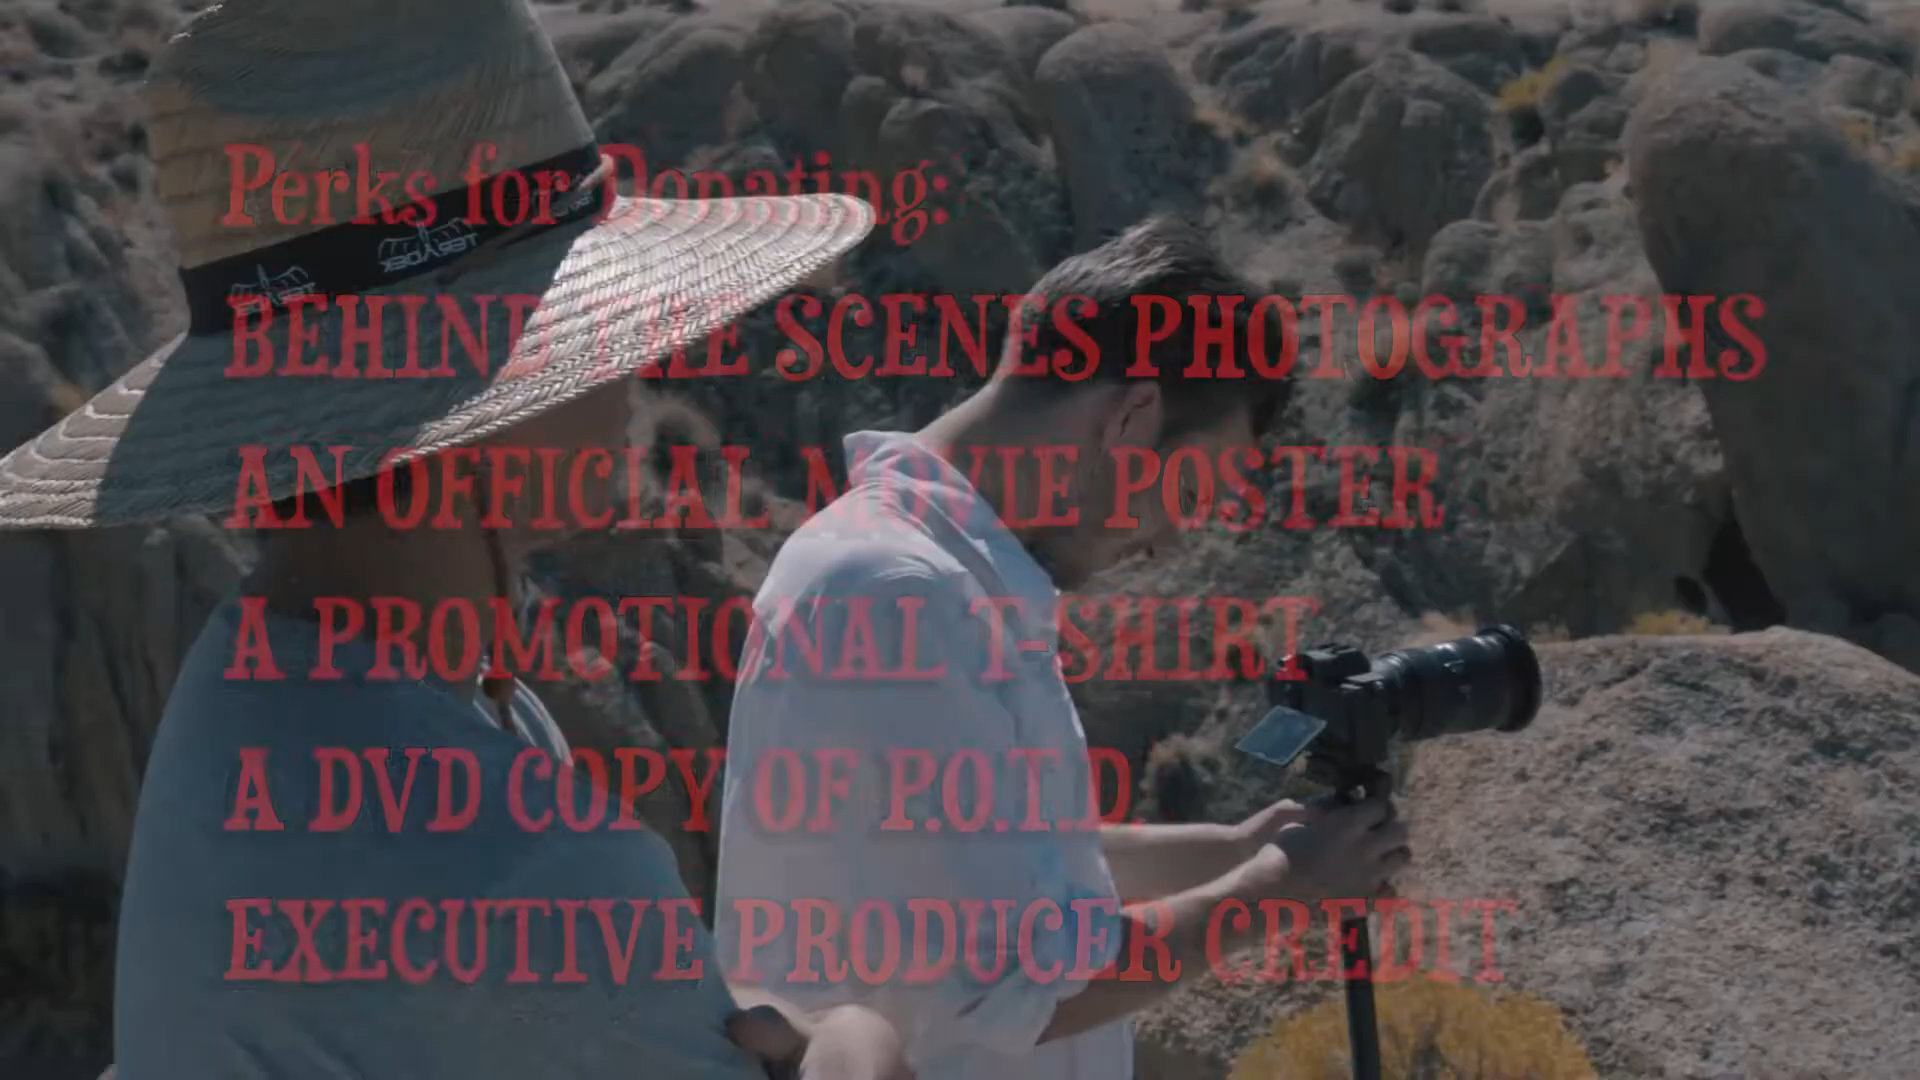 Perks for Donating:
BEHIND THE SCENES PHOTOGRAPHS
AN OFFICIAL MOVIE POSTER
A PROMOTIONAL T-SHIRT
A DVD COPY OF P.O.T.D.
EXECUTIVE PRODUCER CREDIT